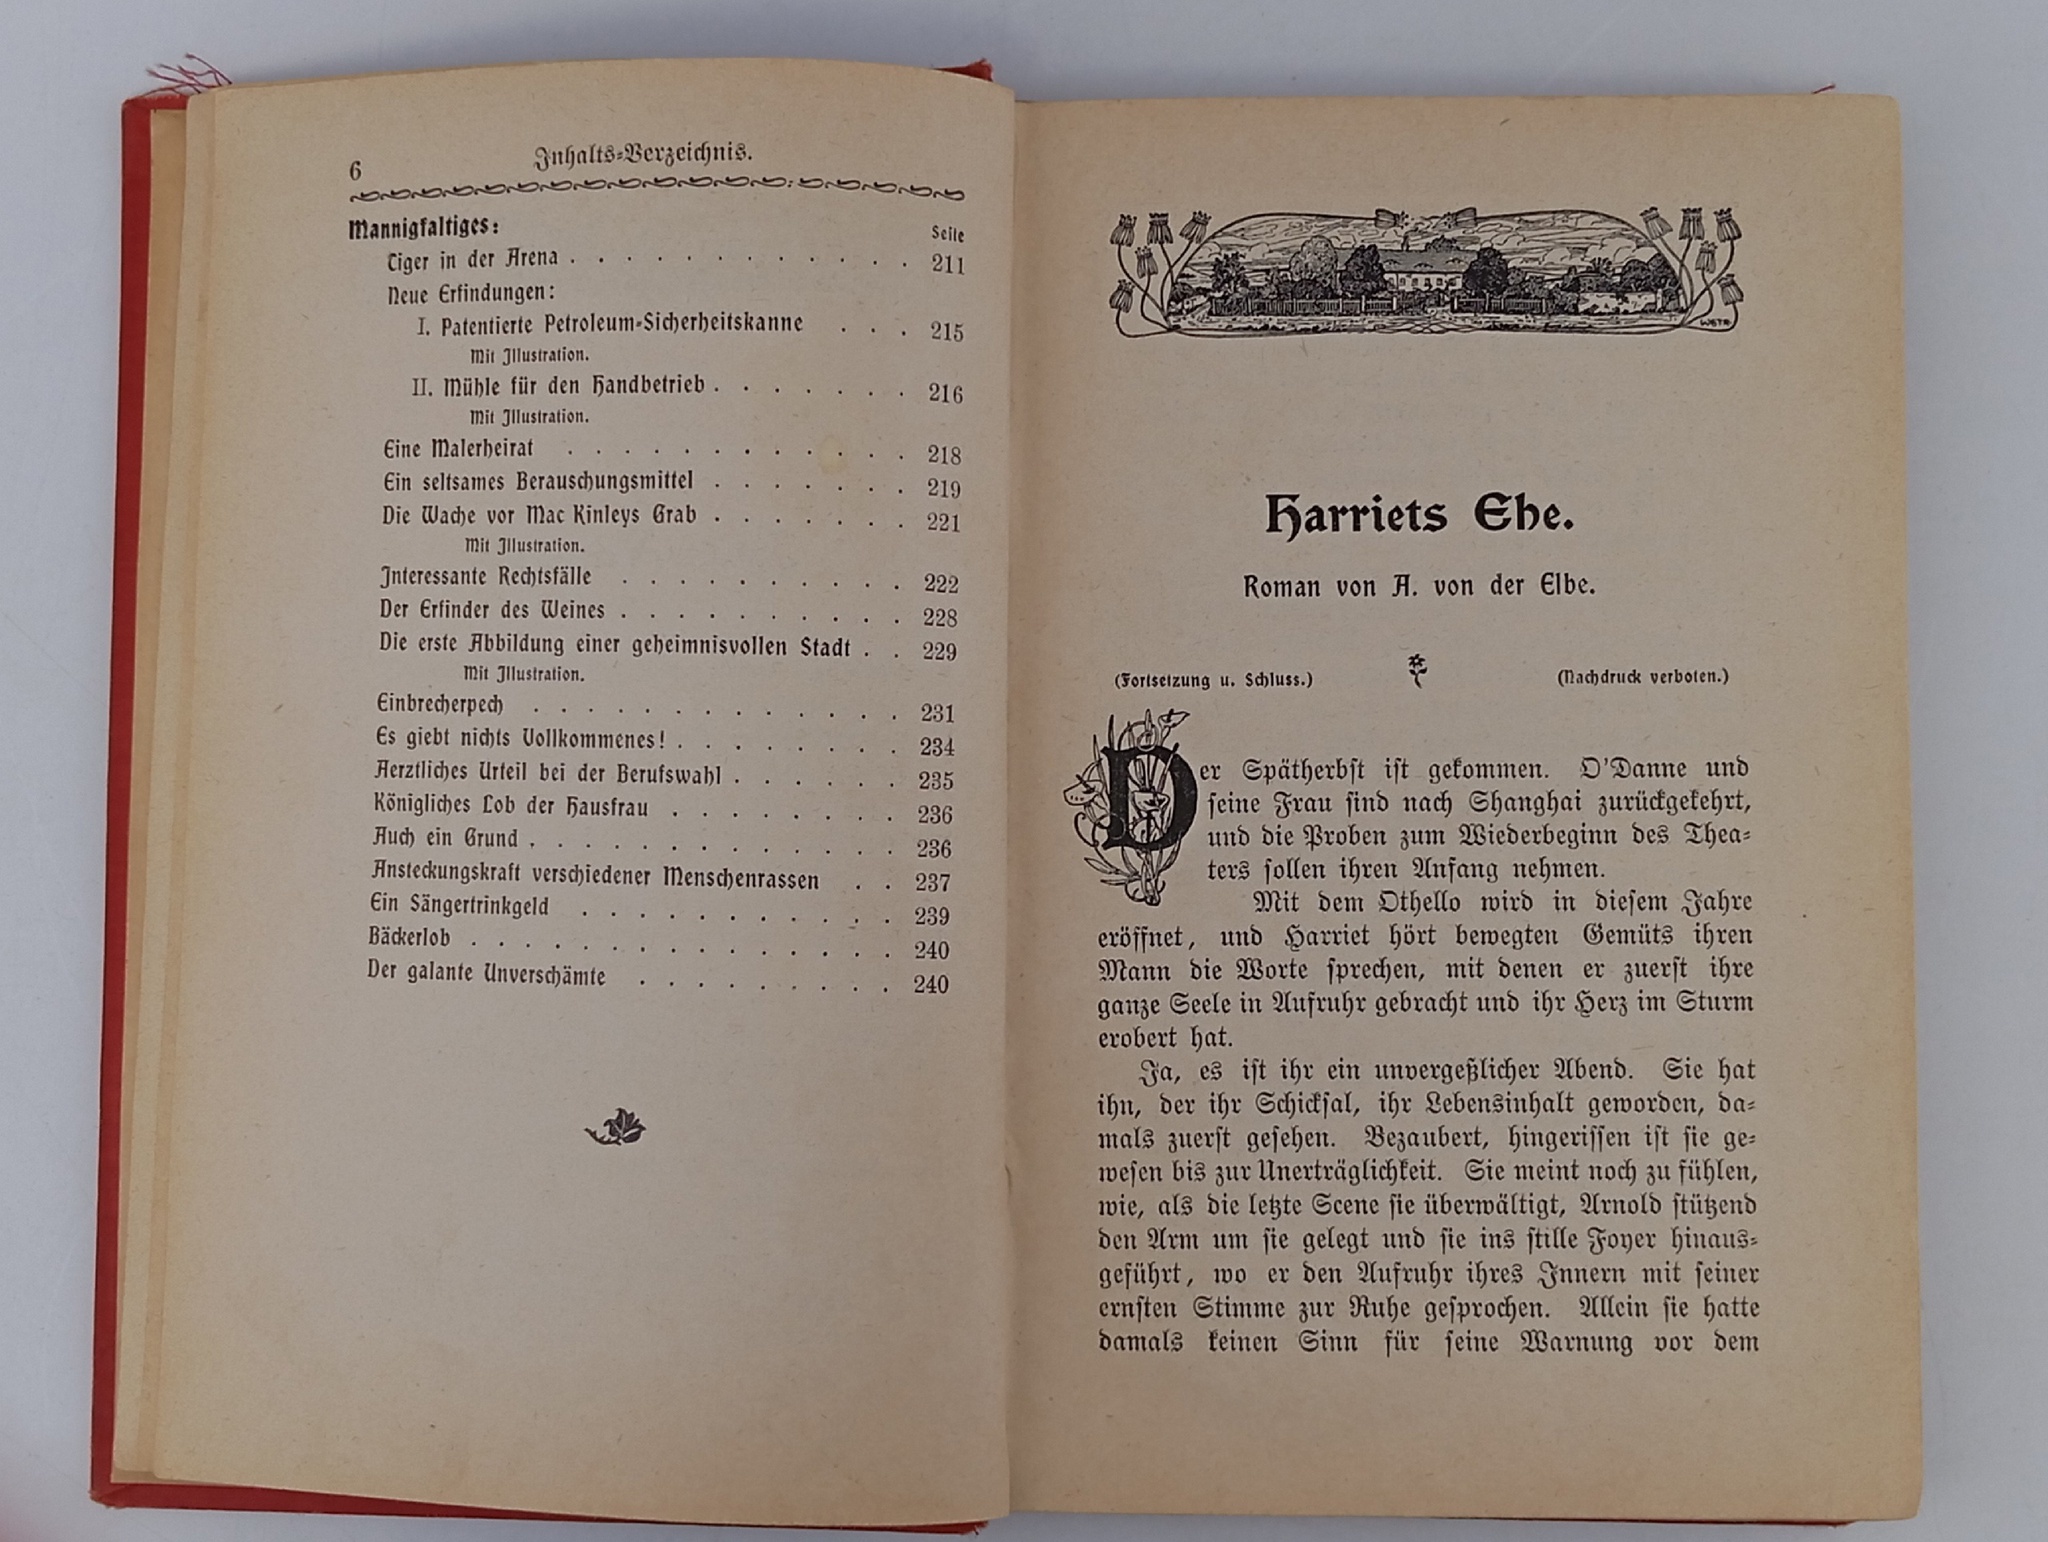 6
Inhalts-Verzeichnis.
Mannigfaltiges:
Seite
Tiger in der Arena . . . . . . . . . . . . 211
Neue Erfindungen:
I. Patentierte Petroleum-Sicherheitskanne . . . 215
Mit Illustration.
II. Mühle für den Handbetrieb . . . . . . . 216
Mit Illustration.
Eine Malerheirat . . . . . . . . . . . . 218
Ein seltsames Berauschungsmittel . . . . . . . 219
Die Wache vor Mac Kinleys Grab . . . . . . . 221
Mit Illustration.
Interessante Rechtsfälle . . . . . . . . . . 222
Der Erfinder des Weines . . . . . . . . . . 228
Die erste Abbildung einer geheimnisvollen Stadt . . 229
Mit Illustration.
Einbrecherpech . . . . . . . . . . . . . 231
Es giebt nichts Vollkommenes! . . . . . . . . 234
Aerztliches Urteil bei der Berufswahl . . . . . . 235
Königliches Lob der Hausfrau . . . . . . . . 236
Auch ein Grund . . . . . . . . . . . . . 236
Ansteckungskraft verschiedener Menschenrassen . . 237
Ein Sängertrinkgeld . . . . . . . . . . . 239
Bäckerlob . . . . . . . . . . . . . . . 240
Der galante Unverschämte . . . . . . . . . 240
WSTR.
Harriets Ehe.
Roman von A. von der Elbe.
(Fortsetzung u. Schluss.) (Nachdruck verboten.)
Der Spätherbst ist gekommen. O'Danne und
seine Frau sind nach Shanghai zurückgekehrt,
und die Proben zum Wiederbeginn des Thea-
ters sollen ihren Anfang nehmen.
Mit dem Othello wird in diesem Jahre
eröffnet, und Harriet hört bewegten Gemüts ihren
Mann die Worte sprechen, mit denen er zuerst ihre
ganze Seele in Aufruhr gebracht und ihr Herz im Sturm
erobert hat.
Ja, es ist ihr ein unvergeßlicher Abend. Sie hat
ihn, der ihr Schicksal, ihr Lebensinhalt geworden, da-
mals zuerst gesehen. Bezaubert, hingerissen ist sie ge-
wesen bis zur Unerträglichkeit. Sie meint noch zu fühlen,
wie, als die letzte Scene sie überwältigt, Arnold stützend
den Arm um sie gelegt und sie ins stille Foyer hinaus-
geführt, wo er den Aufruhr ihres Innern mit seiner
ernsten Stimme zur Ruhe gesprochen. Allein sie hatte
damals keinen Sinn für seine Warnung vor dem